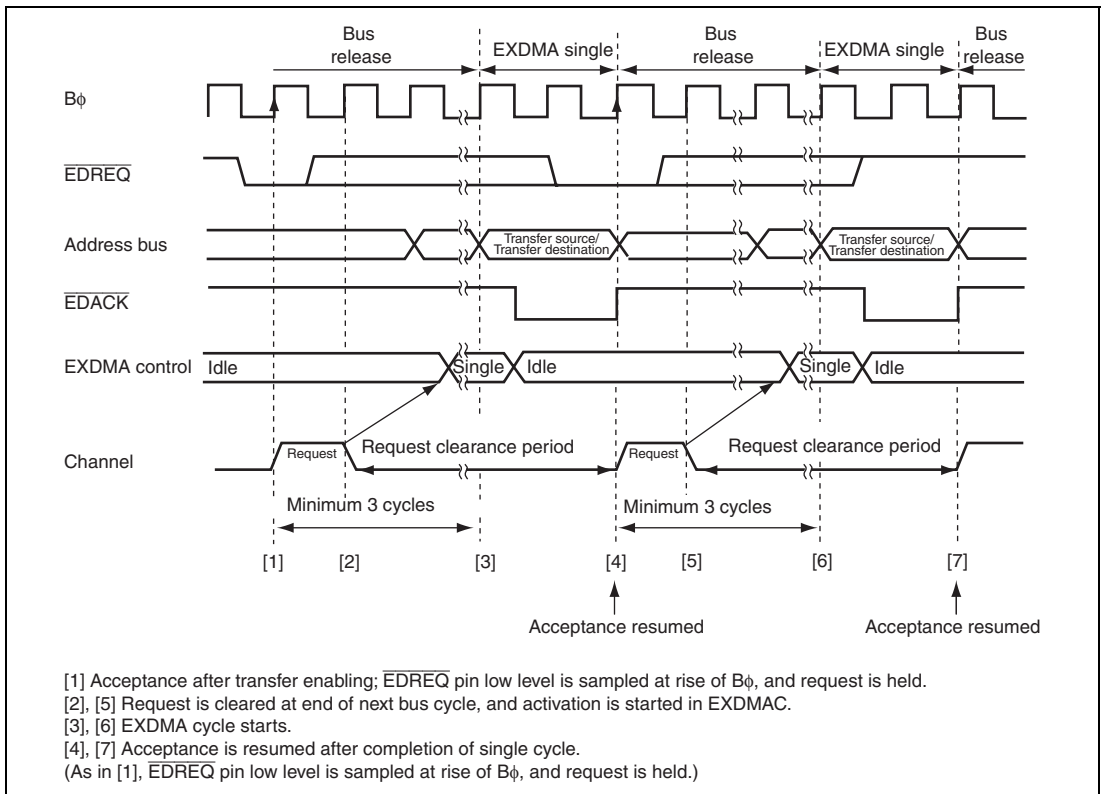 Bus release EXDMA single Bus release EXDMA single Bus release
Bφ
EDREQ
Address bus Transfer source/ Transfer destination Transfer source/ Transfer destination
EDACK
EXDMA control Idle Single Idle Single Idle
Channel Request Request clearance period Request Request clearance period
Minimum 3 cycles Minimum 3 cycles
[1] [2] [3] [4] [5] [6] [7]
Acceptance resumed Acceptance resumed
[1] Acceptance after transfer enabling; EDREQ pin low level is sampled at rise of Bφ, and request is held.
[2], [5] Request is cleared at end of next bus cycle, and activation is started in EXDMAC.
[3], [6] EXDMA cycle starts.
[4], [7] Acceptance is resumed after completion of single cycle.
(As in [1], EDREQ pin low level is sampled at rise of Bφ, and request is held.)